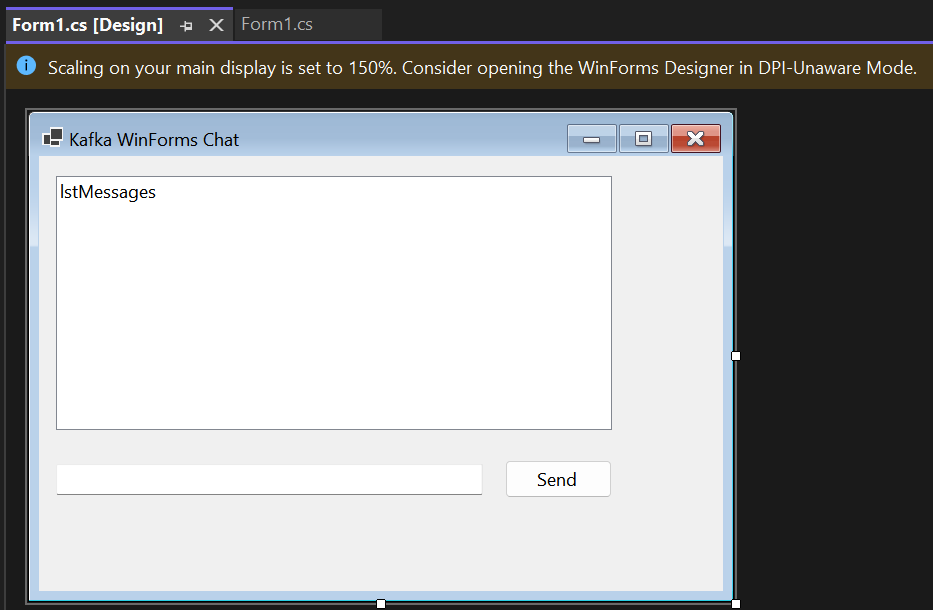 Form1.cs [Design] Form1.cs
Scaling on your main display is set to 150%. Consider opening the WinForms Designer in DPI-Unaware Mode.
Kafka WinForms Chat
lstMessages
Send